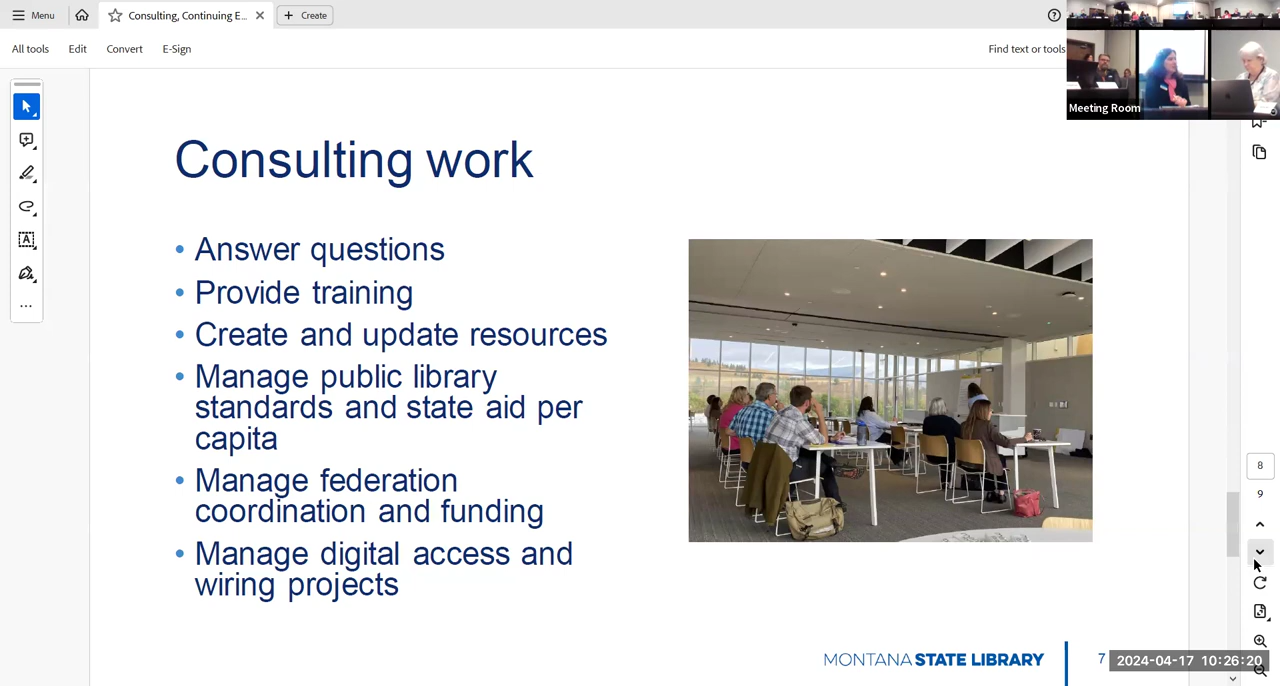 Menu
Consulting, Continuing E...
Create
All tools
Edit
Convert
E-Sign
Find text or tools
Meeting Room
Consulting work
• Answer questions
• Provide training
• Create and update resources
• Manage public library
standards and state aid per
capita
• Manage federation
coordination and funding
• Manage digital access and
wiring projects
8
9
MONTANA STATE LIBRARY
7
2024-04-17 10:26:20